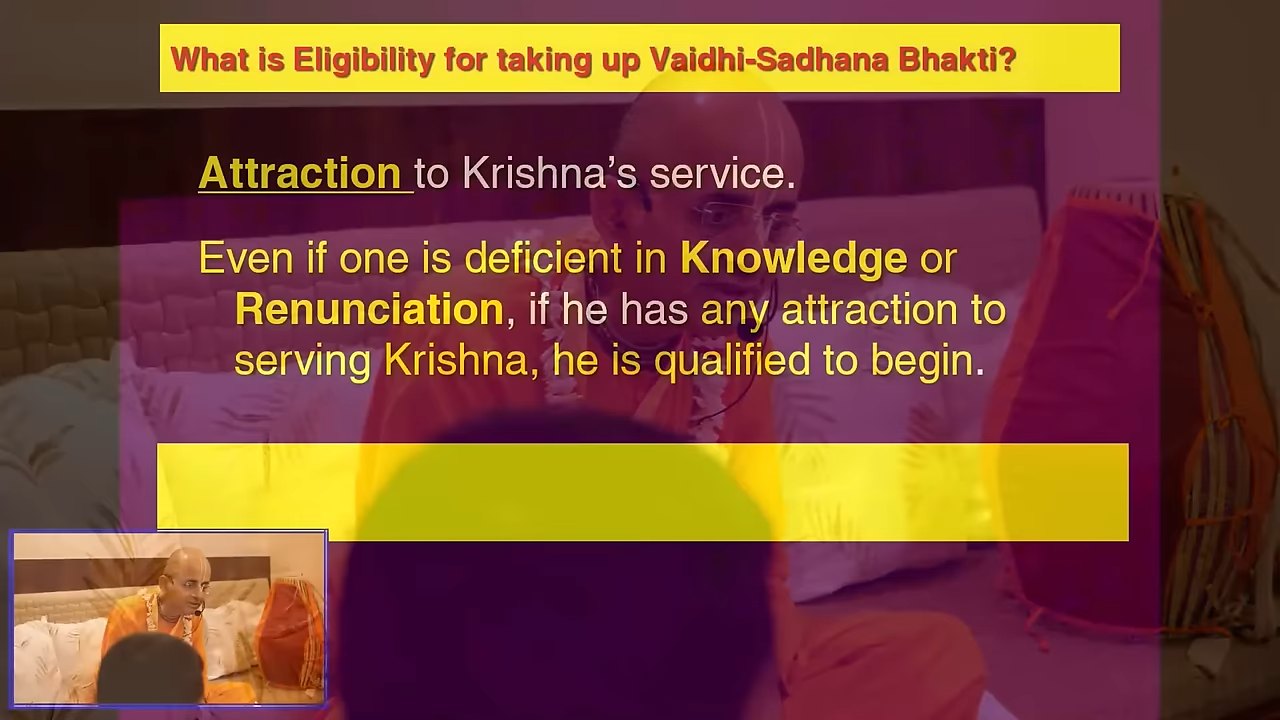 What is Eligibility for taking up Vaidhi-Sadhana Bhakti?
Attraction to Krishna’s service.
Even if one is deficient in Knowledge or
Renunciation, if he has any attraction to
serving Krishna, he is qualified to begin.